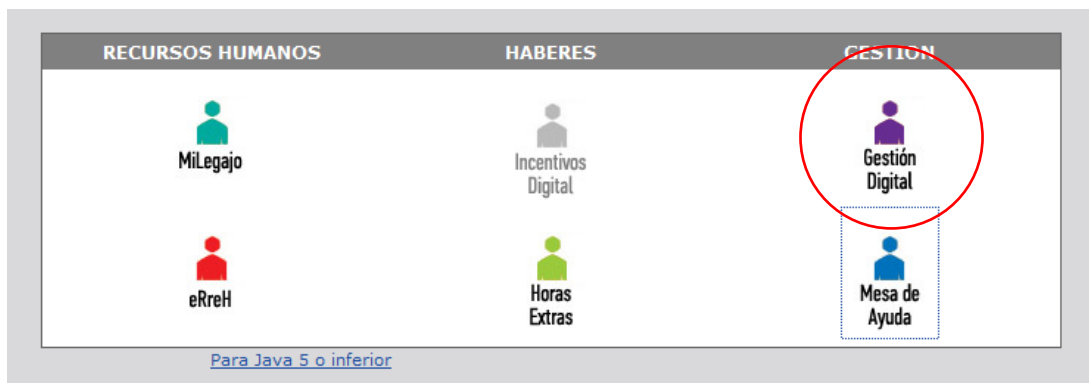 RECURSOS HUMANOS
HABERES
GESTION
MiLegajo
Incentivos
Digital
Gestión
Digital
eRreH
Horas
Extras
Mesa de
Ayuda
Para Java 5 o inferior